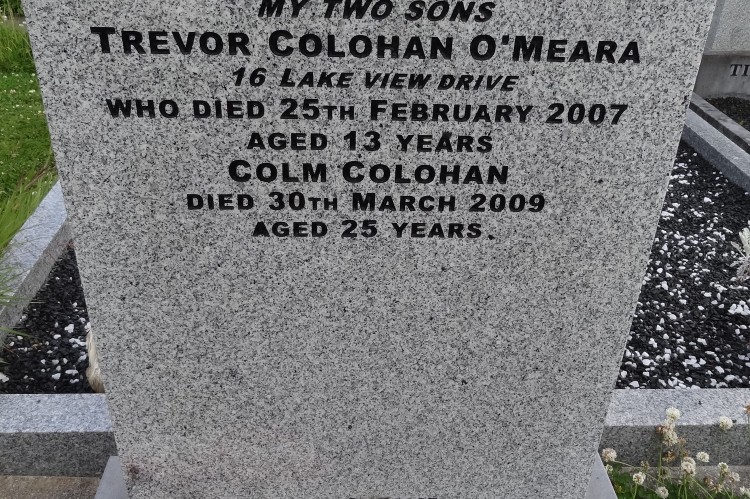 MY TWO SONS
TREVOR COLOHAN O'MEARA
16 LAKE VIEW DRIVE
WHO DIED 25TH FEBRUARY 2007
AGED 13 YEARS
COLM COLOHAN
DIED 30TH MARCH 2009
AGED 25 YEARS.